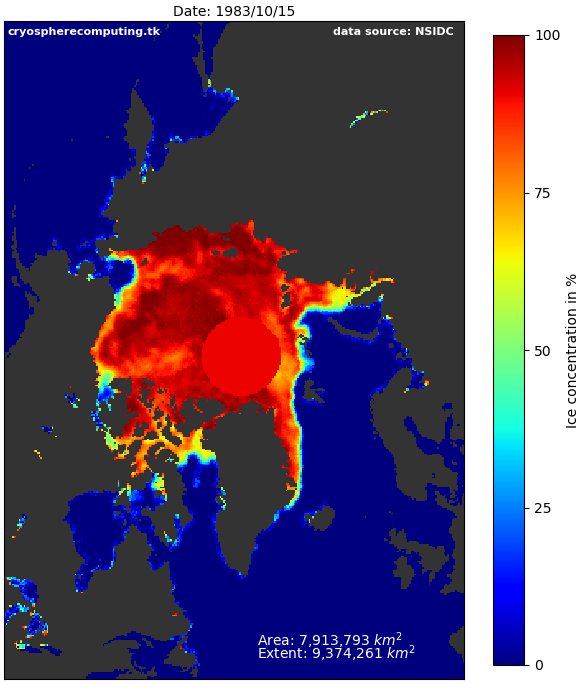 Date: 1983/10/15
cryospherecomputing.tk
data source: NSIDC
100
75
50
25
0
Ice concentration in %
Area: 7,913,793 km²
Extent: 9,374,261 km²